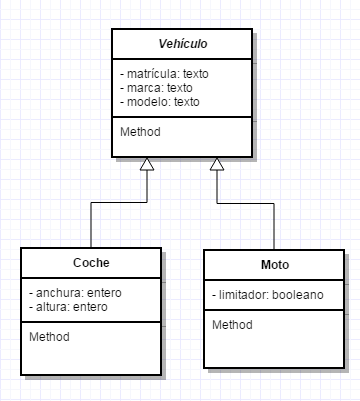 Vehículo
- matrícula: texto
- marca: texto
- modelo: texto
Method
Coche
- anchura: entero
- altura: entero
Method
Moto
- limitador: booleano
Method